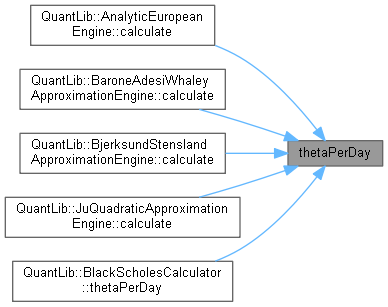 QuantLib::AnalyticEuropean
Engine::calculate
QuantLib::BaroneAdesiWhaley
ApproximationEngine::calculate
QuantLib::BjerksundStensland
ApproximationEngine::calculate
thetaPerDay
QuantLib::JuQuadraticApproximation
Engine::calculate
QuantLib::BlackScholesCalculator
::thetaPerDay